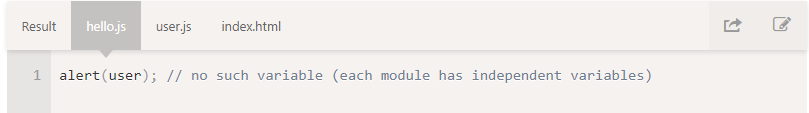 Result hello.js user.js index.html
1 alert(user); // no such variable (each module has independent variables)